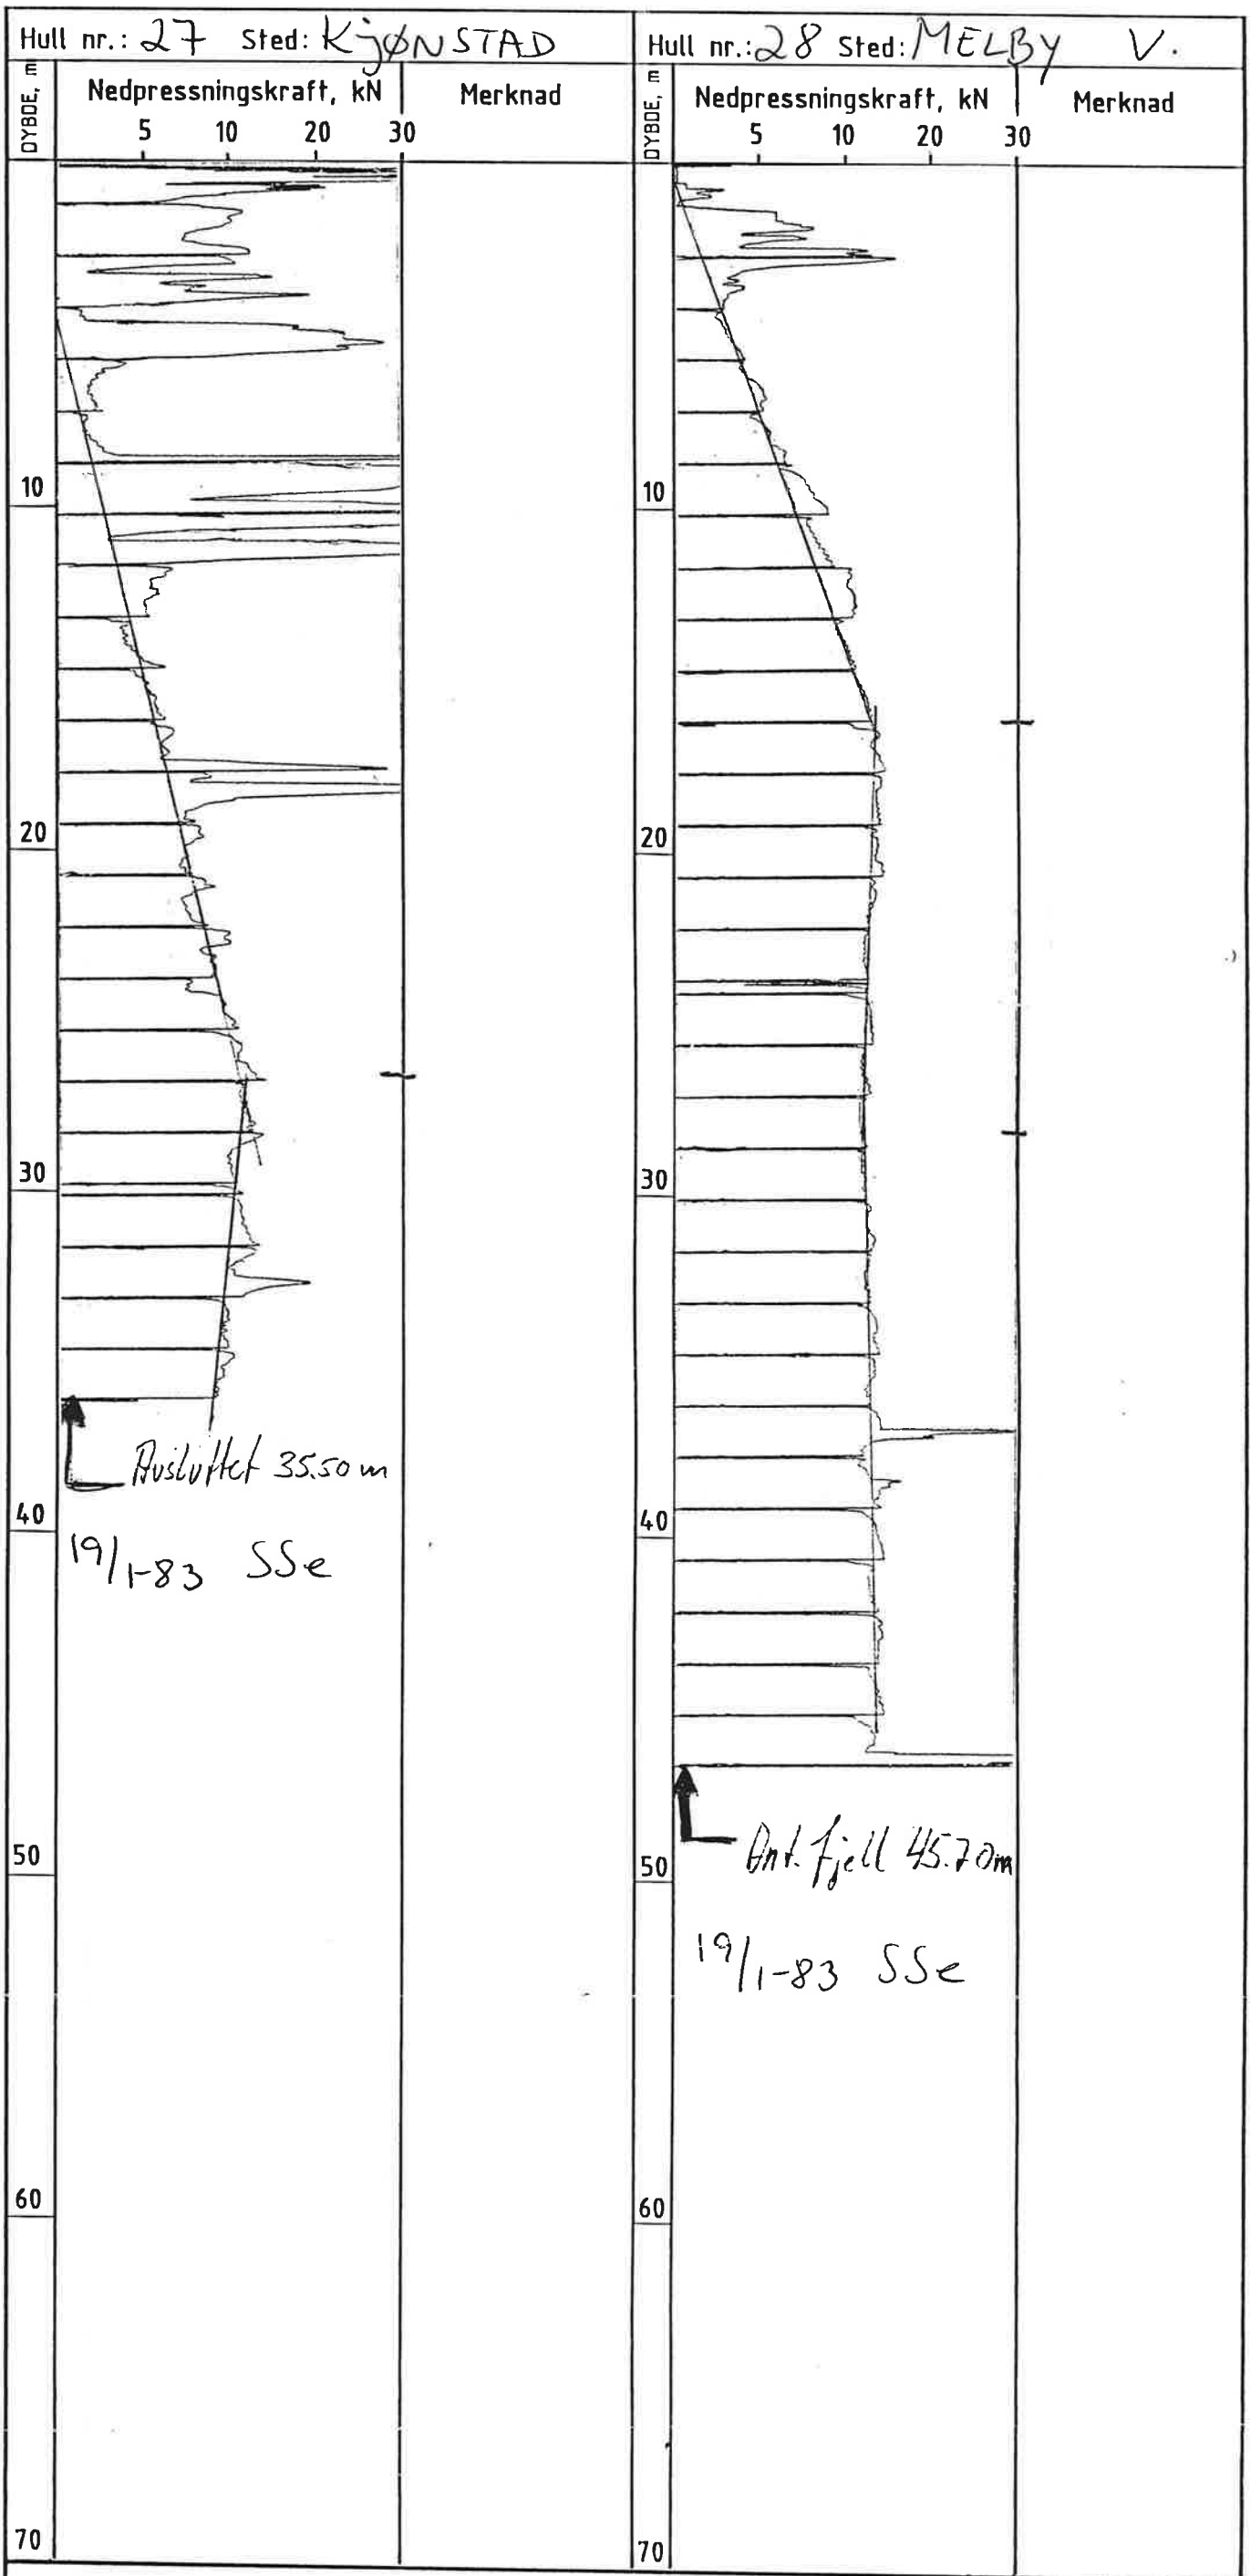 Hull nr.: 27 Sted: KjØNSTAD
DYBDE, m
Nedpressningskraft, kN
Merknad
5 10 20 30
10
20
30
40
50
60
70
Avsluttet 35.50 m
19/1-83 SSe
Hull nr.: 28 Sted: MELBY V.
DYBDE, m
Nedpressningskraft, kN
Merknad
5 10 20 30
10
20
30
40
50
60
70
Ant. fjell 45.70m
19/1-83 SSe